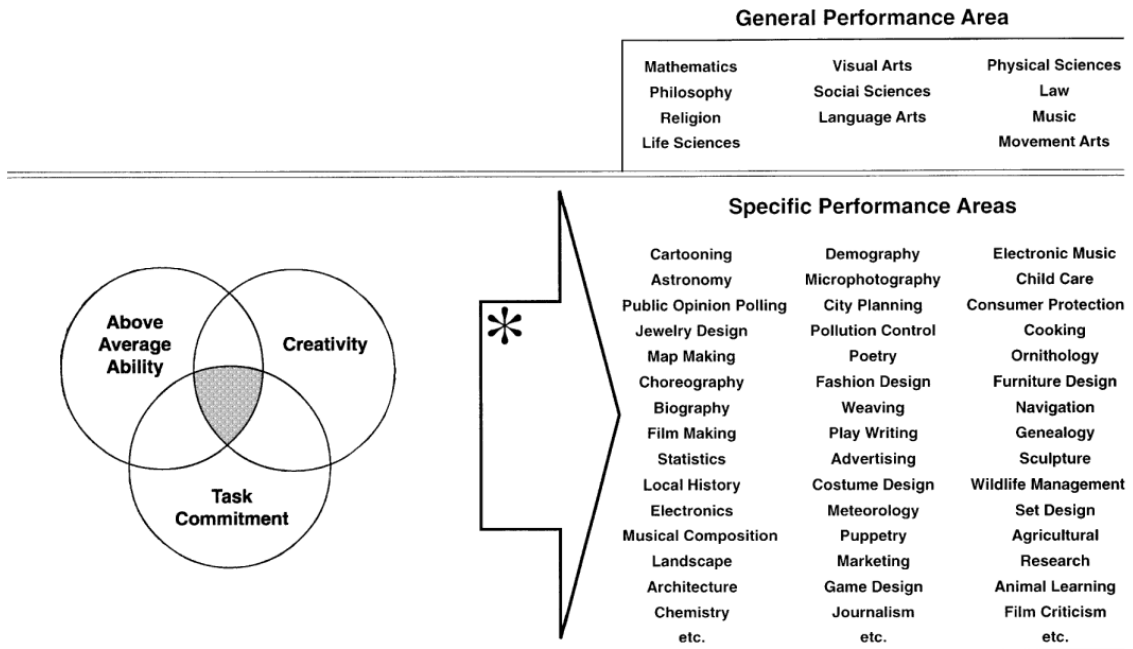 General Performance Area
Mathematics Visual Arts Physical Sciences
Philosophy Social Sciences Law
Religion Language Arts Music
Life Sciences Movement Arts
Specific Performance Areas
Cartooning Demography Electronic Music
Astronomy Microphotography Child Care
Public Opinion Polling City Planning Consumer Protection
Jewelry Design Pollution Control Cooking
Map Making Poetry Ornithology
Choreography Fashion Design Furniture Design
Biography Weaving Navigation
Film Making Play Writing Genealogy
Statistics Advertising Sculpture
Local History Costume Design Wildlife Management
Electronics Meteorology Set Design
Musical Composition Puppetry Agricultural
Landscape Marketing Research
Architecture Game Design Animal Learning
Chemistry Journalism Film Criticism
etc. etc. etc.
Above
Average
Ability
Creativity
Task
Commitment
*